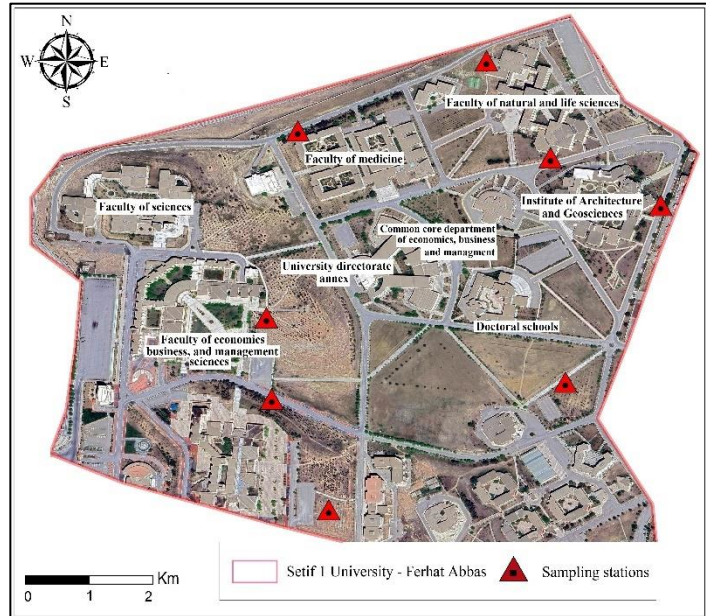 N
W E
S
Faculty of natural and life sciences
Faculty of medicine
Faculty of sciences
Institute of Architecture
and Geosciences
Common core department
of economics, business
and managment
University directorate
annex
Doctoral schools
Faculty of economics
business, and management
sciences
0 1 2 Km
Setif 1 University - Ferhat Abbas
Sampling stations